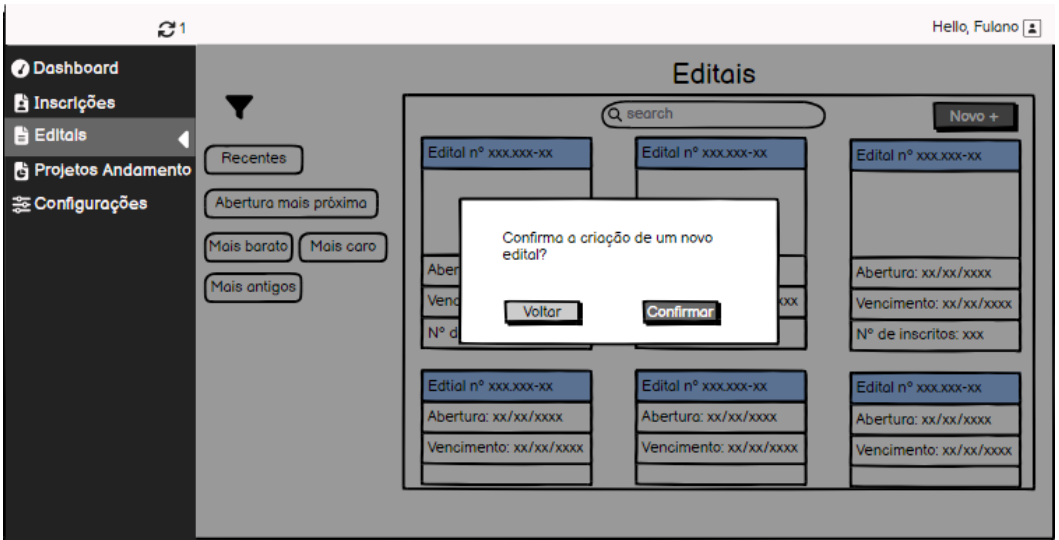 1
Hello, Fulano
Dashboard
Inscrições
Editais
Projetos Andamento
Configurações
Recentes
Abertura mais próxima
Mais barato
Mais caro
Mais antigos
Editais
search
Novo +
Edital nº xxx.xxx-xx
Edital nº xxx.xxx-xx
Edital nº xxx.xxx-xx
Confirma a criação de um novo
edital?
Voltar
Confirmar
Aber
Venc
Nº d
xxx
Abertura: xx/xx/xxxx
Vencimento: xx/xx/xxxx
Nº de inscritos: xxx
Edtial nº xxx.xxx-xx
Edital nº xxx.xxx-xx
Edital nº xxx.xxx-xx
Abertura: xx/xx/xxxx
Abertura: xx/xx/xxxx
Abertura: xx/xx/xxxx
Vencimento: xx/xx/xxxx
Vencimento: xx/xx/xxxx
Vencimento: xx/xx/xxxx